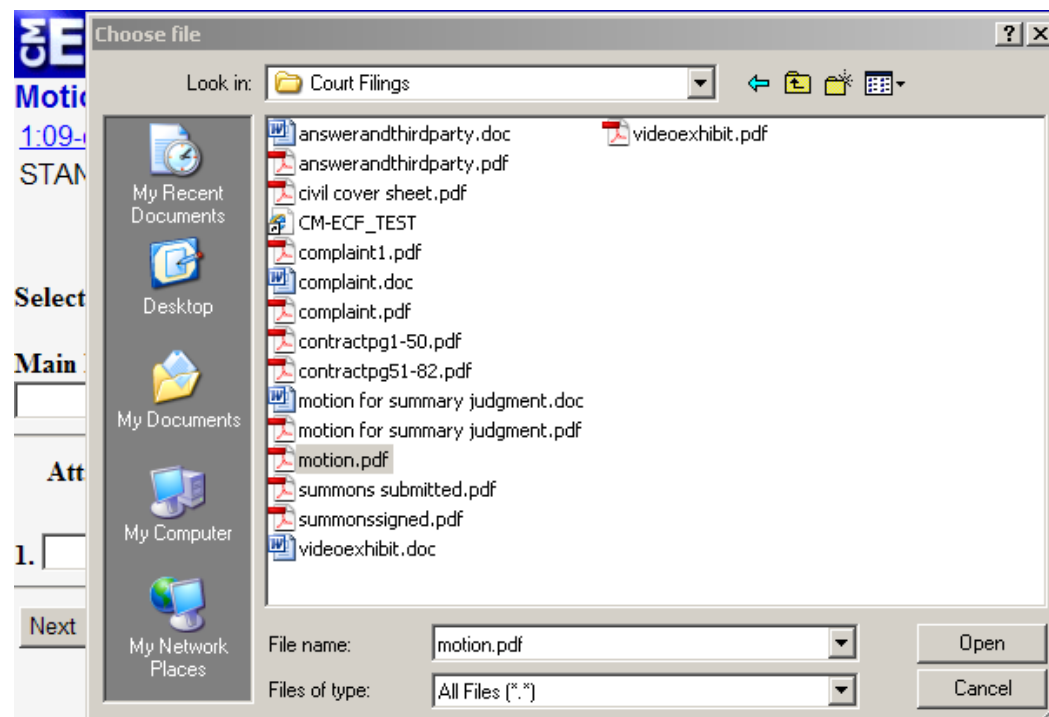 CM
E
Choose file
?
Look in: Court Filings
Motic
1:09-
STAN
My Recent
Documents
Desktop
My Documents
My Computer
My Network
Places
answerandthirdparty.doc
answerandthirdparty.pdf
civil cover sheet.pdf
CM-ECF_TEST
complaint1.pdf
complaint.doc
complaint.pdf
contractpg1-50.pdf
contractpg51-82.pdf
motion for summary judgment.doc
motion for summary judgment.pdf
motion.pdf
summons submitted.pdf
summonssigned.pdf
videoexhibit.doc
videoexhibit.pdf
Select
Main
Att
1.
Next
File name: motion.pdf Open
Files of type: All Files (*.*) Cancel